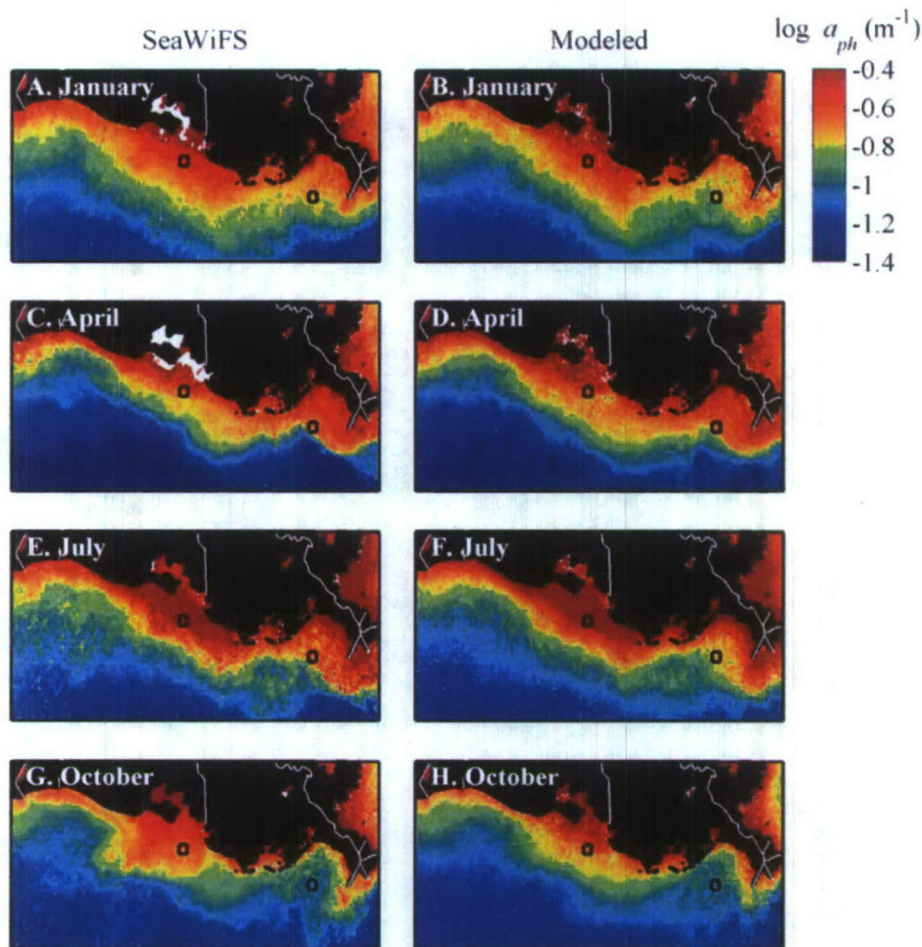 SeaWiFS
Modeled
log a_ph (m⁻¹)
A. January
B. January
-0.4
-0.6
-0.8
-1
-1.2
-1.4
C. April
D. April
E. July
F. July
G. October
H. October